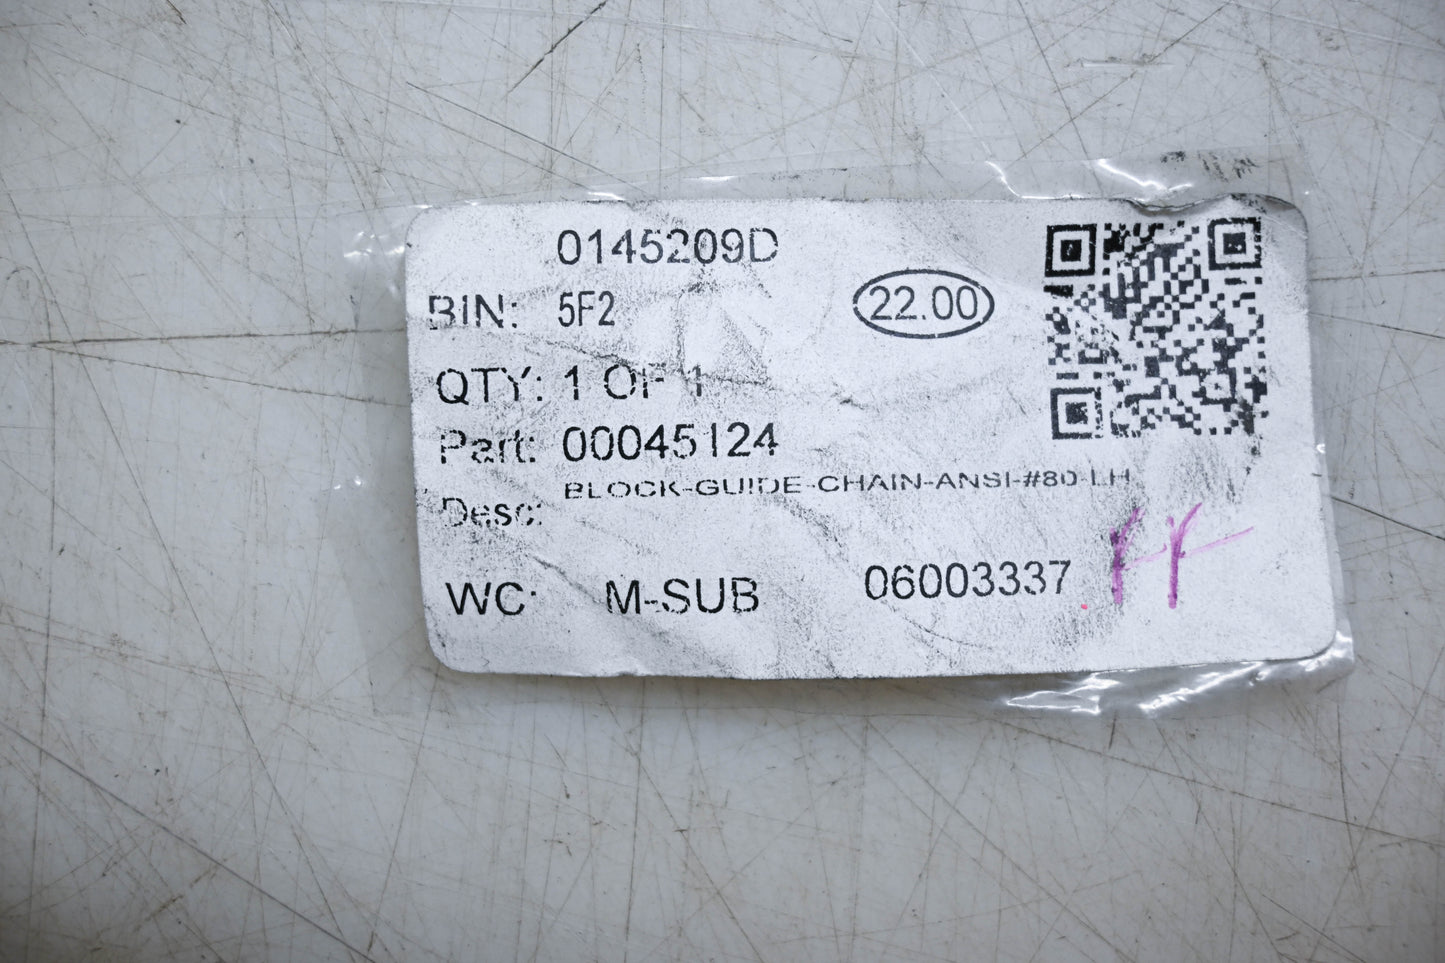 0145209D
BIN: 5F2
22.00
QTY: 1 OF 1
Part: 00045124
Desc: BLOCK-GUIDE-CHAIN-ANSI-#80-LH
WC: M-SUB
06003337